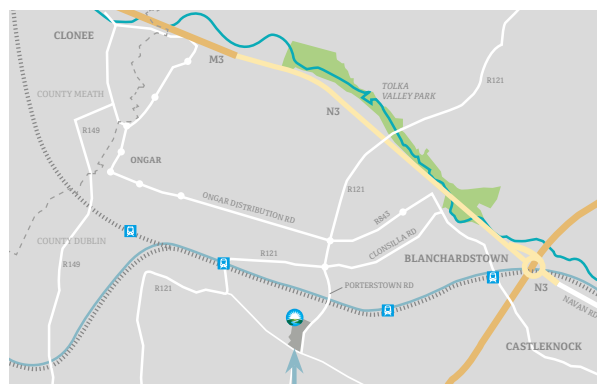 CLONEE
M3
COUNTY MEATH
TOLKA
VALLEY PARK
R121
N3
R149
ONGAR
R121
ONGAR DISTRIBUTION RD
R843
COUNTY DUBLIN
CLONSILLA RD
R121
BLANCHARDSTOWN
R149
R121
PORTERSTOWN RD
N3
NAVAN RD
CASTLEKNOCK